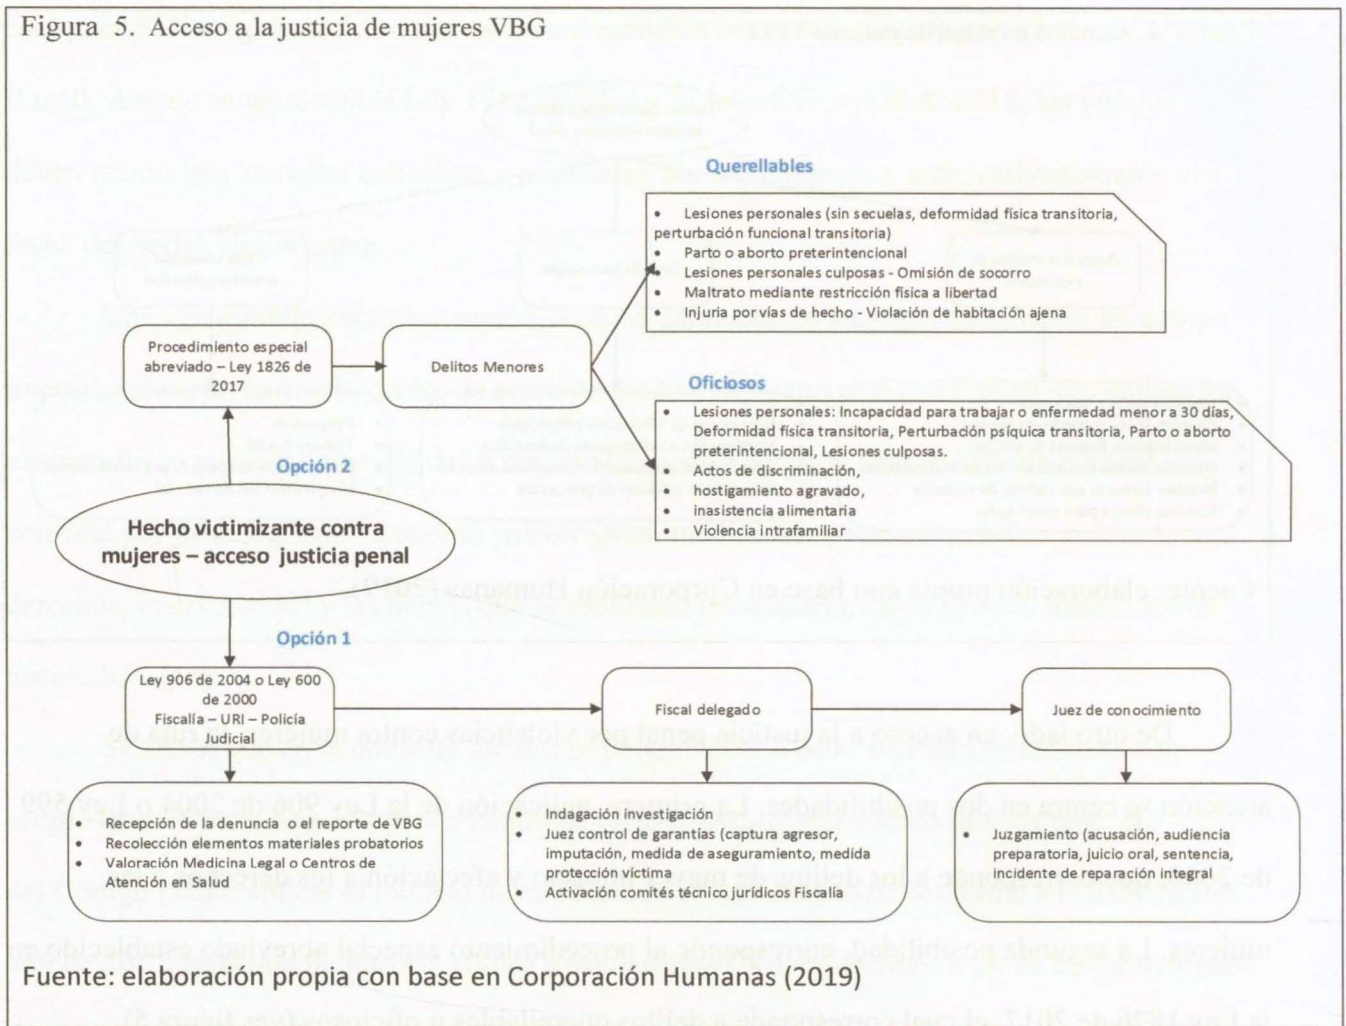 Figura 5. Acceso a la justicia de mujeres VBG
Querellables
• Lesiones personales (sin secuelas, deformidad física transitoria,
perturbación funcional transitoria)
• Parto o aborto preterintencional
• Lesiones personales culposas - Omisión de socorro
• Maltrato mediante restricción física a libertad
• Injuria por vías de hecho - Violación de habitación ajena
Procedimiento especial
abreviado – Ley 1826 de
2017
Delitos Menores
Oficiosos
• Lesiones personales: Incapacidad para trabajar o enfermedad menor a 30 días,
Deformidad física transitoria, Perturbación psíquica transitoria, Parto o aborto
preterintencional, Lesiones culposas.
• Actos de discriminación,
• hostigamiento agravado,
• inasistencia alimentaria
• Violencia intrafamiliar
Opción 2
Hecho victimizante contra
mujeres – acceso justicia penal
Opción 1
Ley 906 de 2004 o Ley 600
de 2000
Fiscalía – URI – Policía
Judicial
Fiscal delegado
Juez de conocimiento
• Recepción de la denuncia o el reporte de VBG
• Recolección elementos materiales probatorios
• Valoración Medicina Legal o Centros de
Atención en Salud
• Indagación investigación
• Juez control de garantías (captura agresor,
imputación, medida de aseguramiento, medida
protección víctima
• Activación comités técnico jurídicos Fiscalía
• Juzgamiento (acusación, audiencia
preparatoria, juicio oral, sentencia,
incidente de reparación integral
Fuente: elaboración propia con base en Corporación Humanas (2019)